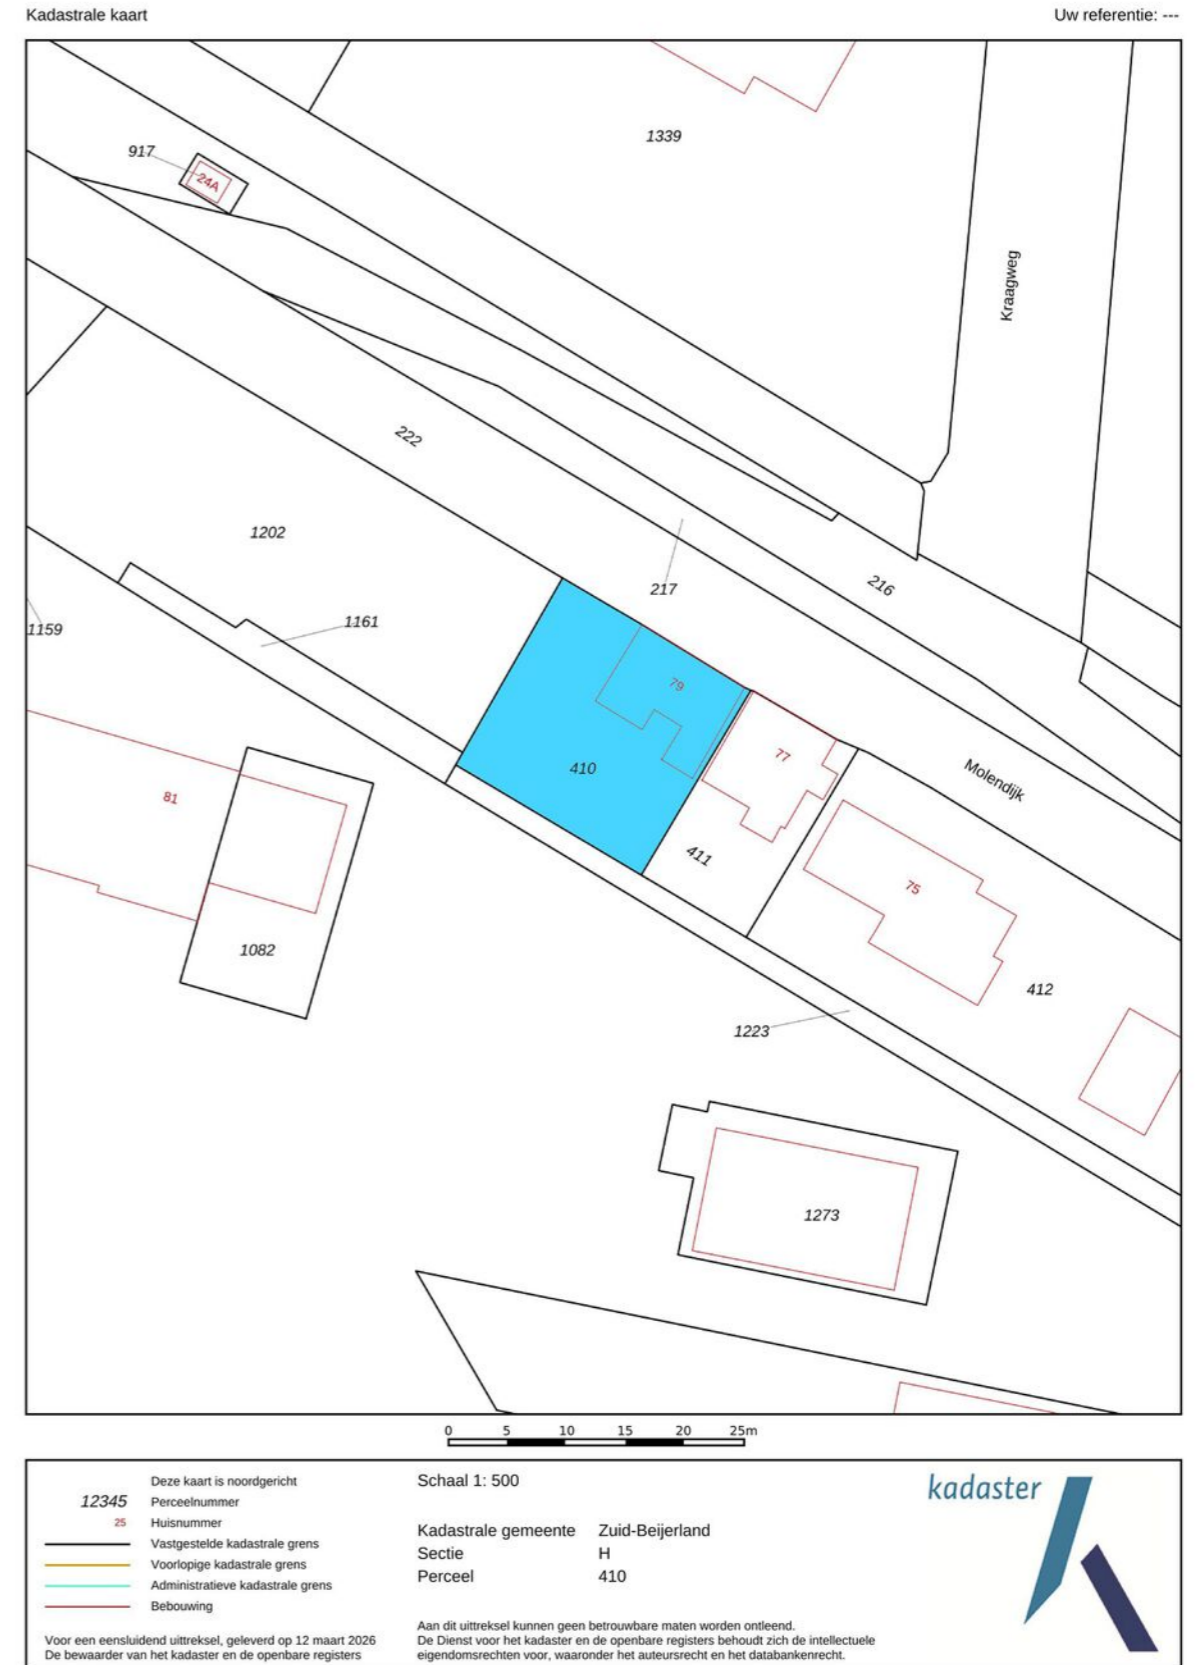 Kadastrale kaart
Uw referentie: ---
1339
917
24A
Kraagweg
222
1202
217
216
1161
1159
79
77
410
Molendijk
81
411
75
1082
412
1223
1273
0 5 10 15 20 25m
Deze kaart is noordgericht
12345 Perceelnummer
25 Huisnummer
Vastgestelde kadastrale grens
Voorlopige kadastrale grens
Administratieve kadastrale grens
Bebouwing
Voor een eensluidend uittreksel, geleverd op 12 maart 2026
De bewaarder van het kadaster en de openbare registers
Schaal 1: 500
Kadastrale gemeente Zuid-Beijerland
Sectie H
Perceel 410
Aan dit uittreksel kunnen geen betrouwbare maten worden ontleend.
De Dienst voor het kadaster en de openbare registers behoudt zich de intellectuele
eigendomsrechten voor, waaronder het auteursrecht en het databankenrecht.
kadaster